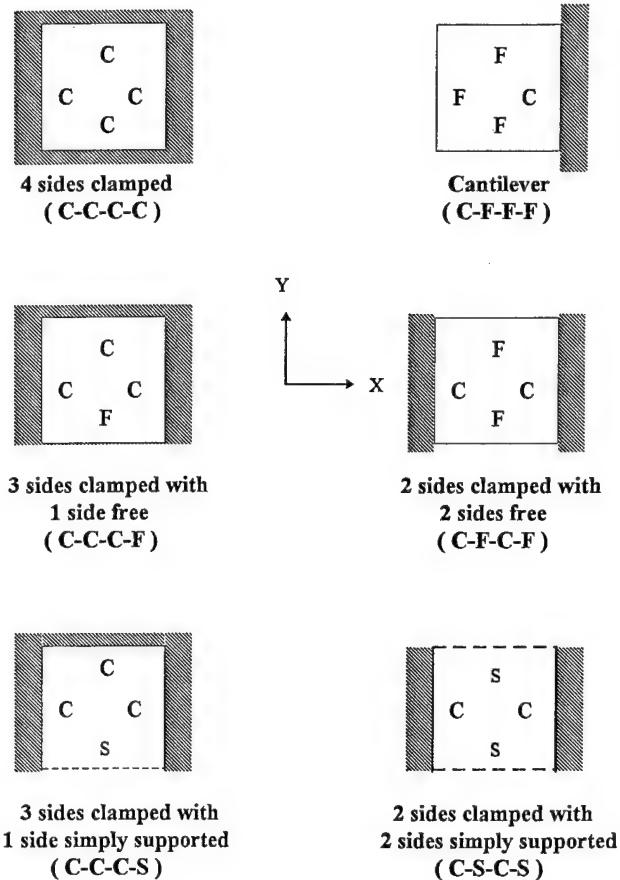 C
C C
C
4 sides clamped
( C-C-C-C )
F
F C
F
Cantilever
( C-F-F-F )
Y
X
C
C C
F
3 sides clamped with
1 side free
( C-C-C-F )
F
C C
F
2 sides clamped with
2 sides free
( C-F-C-F )
C
C C
S
3 sides clamped with
1 side simply supported
( C-C-C-S )
S
C C
S
2 sides clamped with
2 sides simply supported
( C-S-C-S )